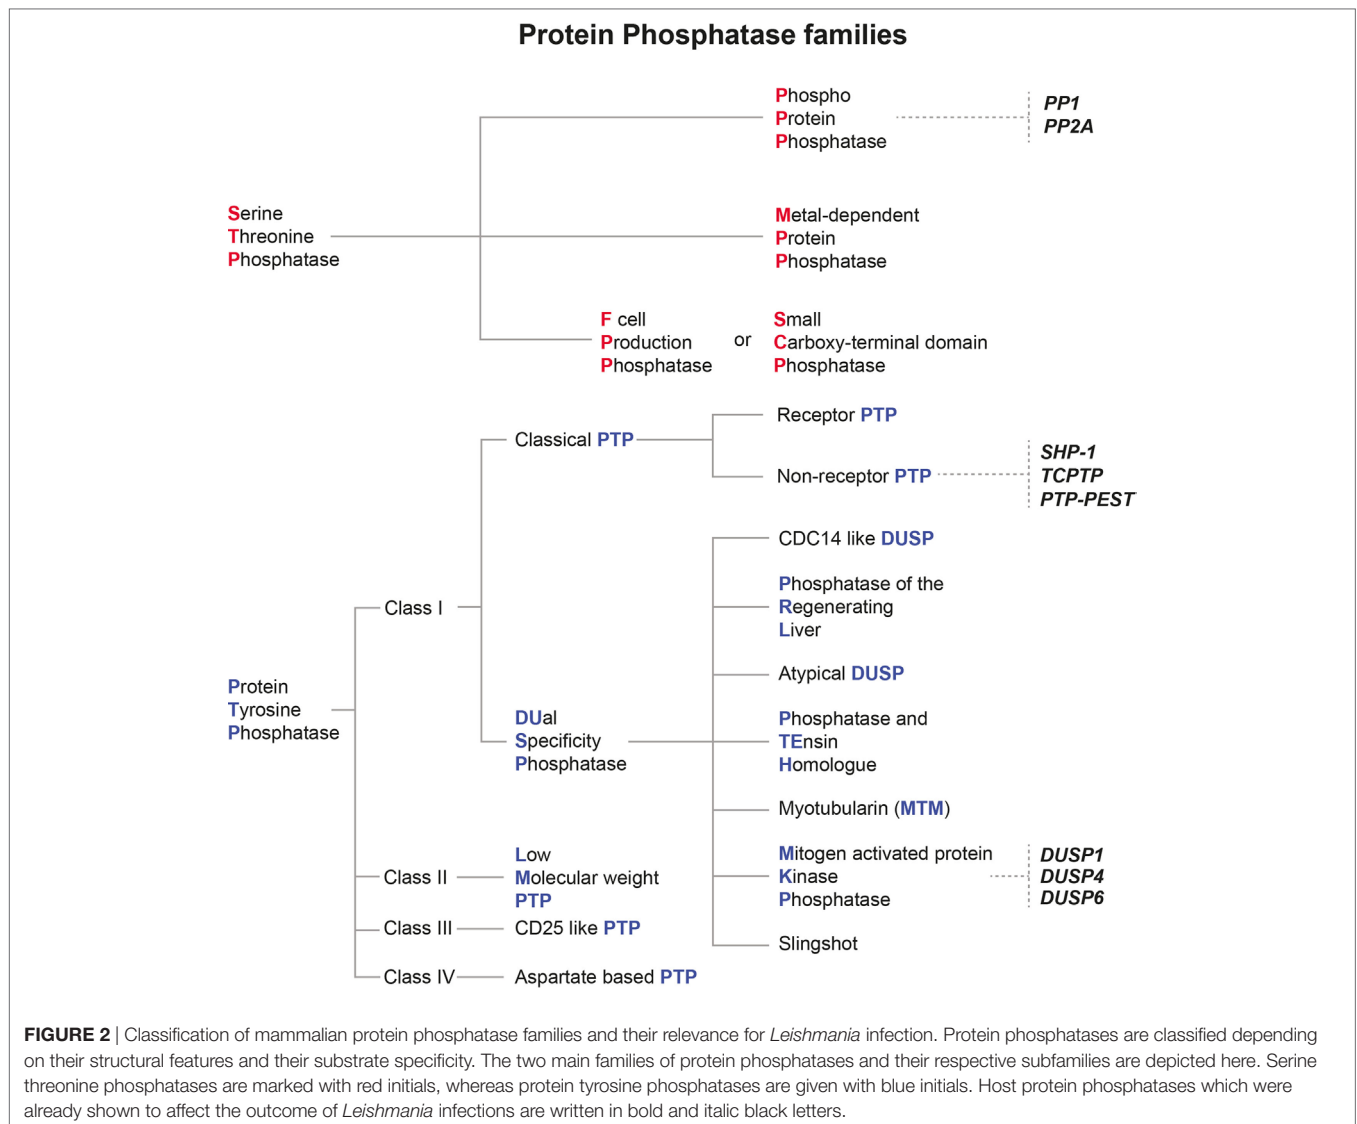 Protein Phosphatase families
Phospho
Protein
Phosphatase
PP1
PP2A
Serine
Threonine
Phosphatase
Metal-dependent
Protein
Phosphatase
F cell
Production
Phosphatase
or
Small
Carboxy-terminal domain
Phosphatase
Classical PTP
Receptor PTP
Non-receptor PTP
SHP-1
TCPTP
PTP-PEST
CDC14 like DUSP
Phosphatase of the
Regenerating
Liver
Class I
Atypical DUSP
Protein
Tyrosine
Phosphatase
DUal
Specificity
Phosphatase
Phosphatase and
TEnsin
Homologue
Myotubularin (MTM)
Mitogen activated protein
Kinase
Phosphatase
DUSP1
DUSP4
DUSP6
Slingshot
Class II
Low
Molecular weight
PTP
Class III
CD25 like PTP
Class IV
Aspartate based PTP
FIGURE 2 | Classification of mammalian protein phosphatase families and their relevance for Leishmania infection. Protein phosphatases are classified depending
on their structural features and their substrate specificity. The two main families of protein phosphatases and their respective subfamilies are depicted here. Serine
threonine phosphatases are marked with red initials, whereas protein tyrosine phosphatases are given with blue initials. Host protein phosphatases which were
already shown to affect the outcome of Leishmania infections are written in bold and italic black letters.